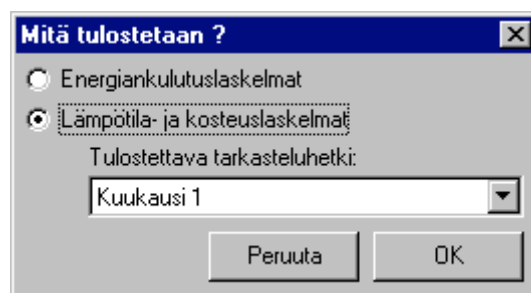 Mitä tulostetaan ?
Energiankulutuslaskelmat
Lämpötila- ja kosteuslaskelmat
Tulostettava tarkasteluhetki:
Kuukausi 1
Peruuta OK